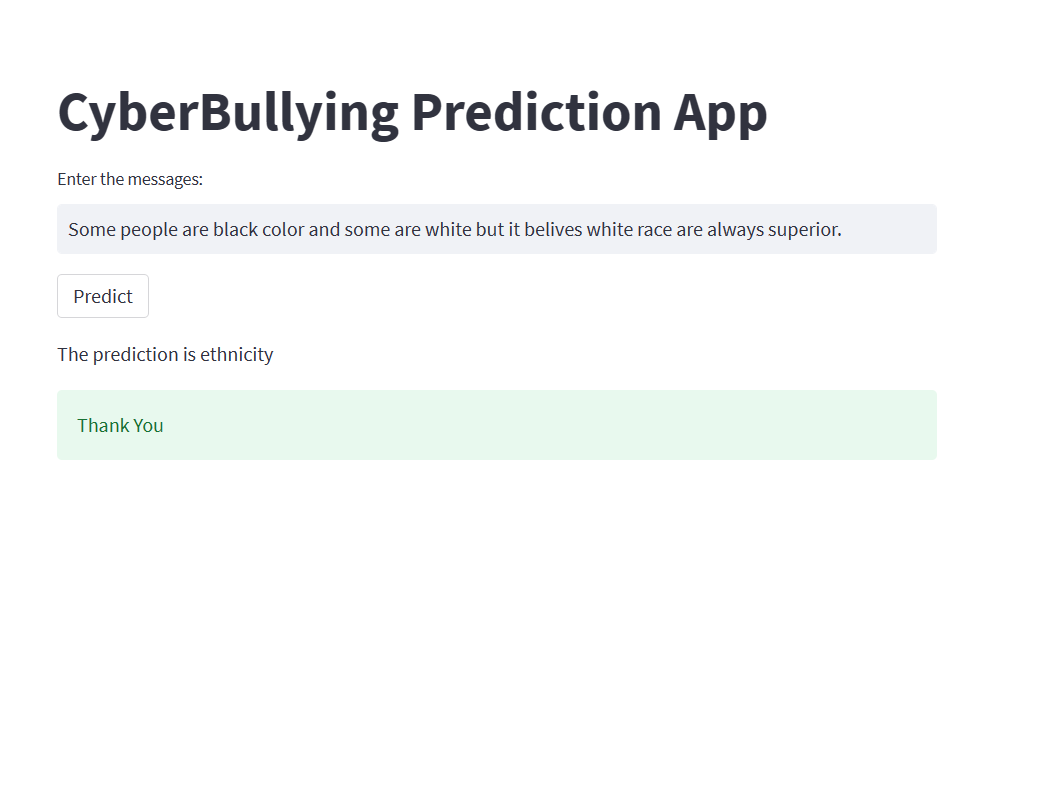 CyberBullying Prediction App
Enter the messages:
Some people are black color and some are white but it belives white race are always superior.
Predict
The prediction is ethnicity
Thank You